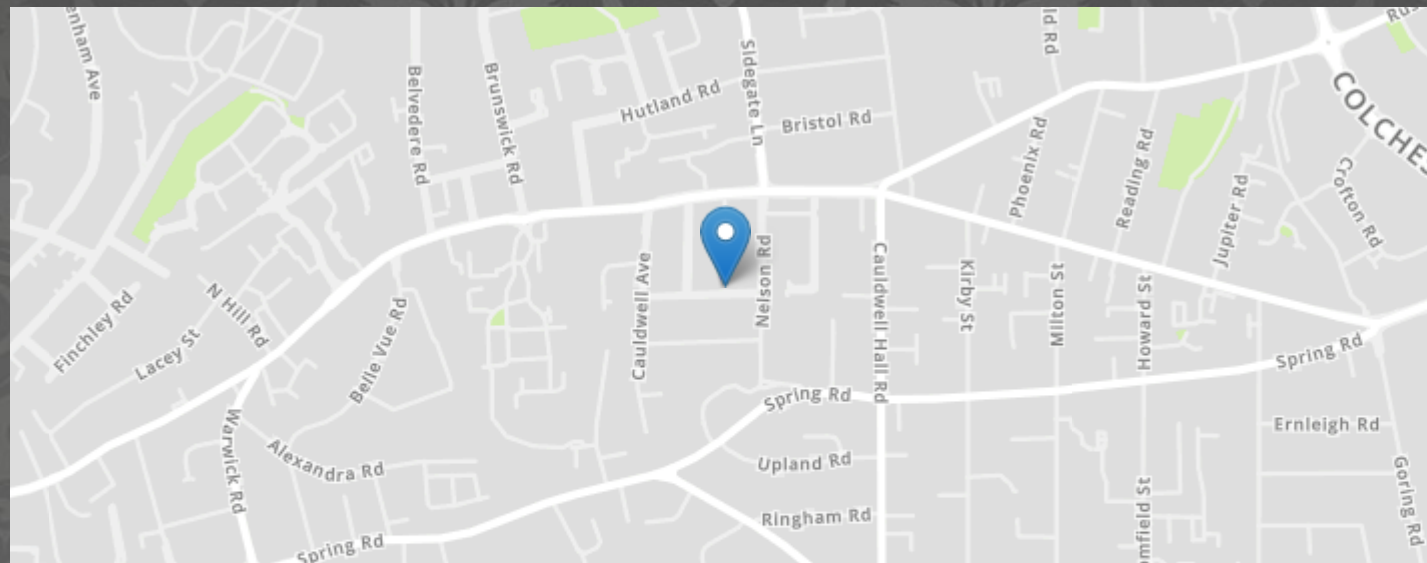 enham Ave
Belvedere Rd
Brunswick Rd
Hutland Rd
Sidegate Ln
Bristol Rd
ld Rd
Rus
COLCHES
Phoenix Rd
Reading Rd
Jupiter Rd
Crofton Rd
Finchley Rd
Lacey St
N Hill Rd
Belle Vue Rd
Cauldwell Ave
Nelson Rd
Cauldwell Hall Rd
Kirby St
Milton St
Howard St
Spring Rd
Spring Rd
Warwick Rd
Alexandra Rd
Upland Rd
Ernleigh Rd
Goring Rd
Ringham Rd
omfield St
Spring Rd